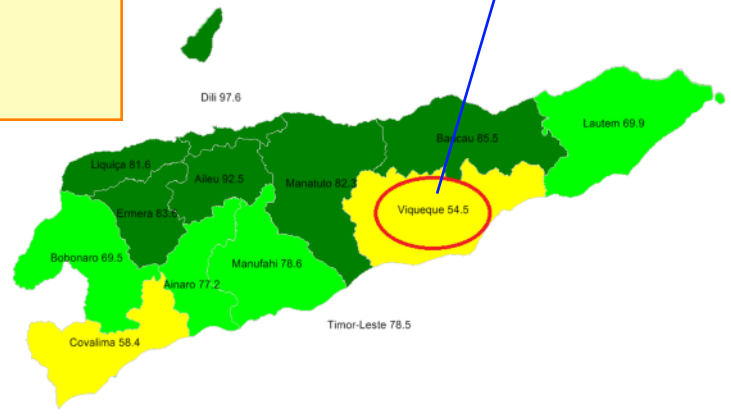 Dili 97.6
Lautem 69.9
Baucau 85.5
Liquiça 81.6
Aileu 92.5
Manatuto 82.3
Viqueque 54.5
Ermera 83.6
Bobonaro 69.5
Manufahi 78.6
Ainaro 77.2
Timor-Leste 78.5
Covalima 58.4